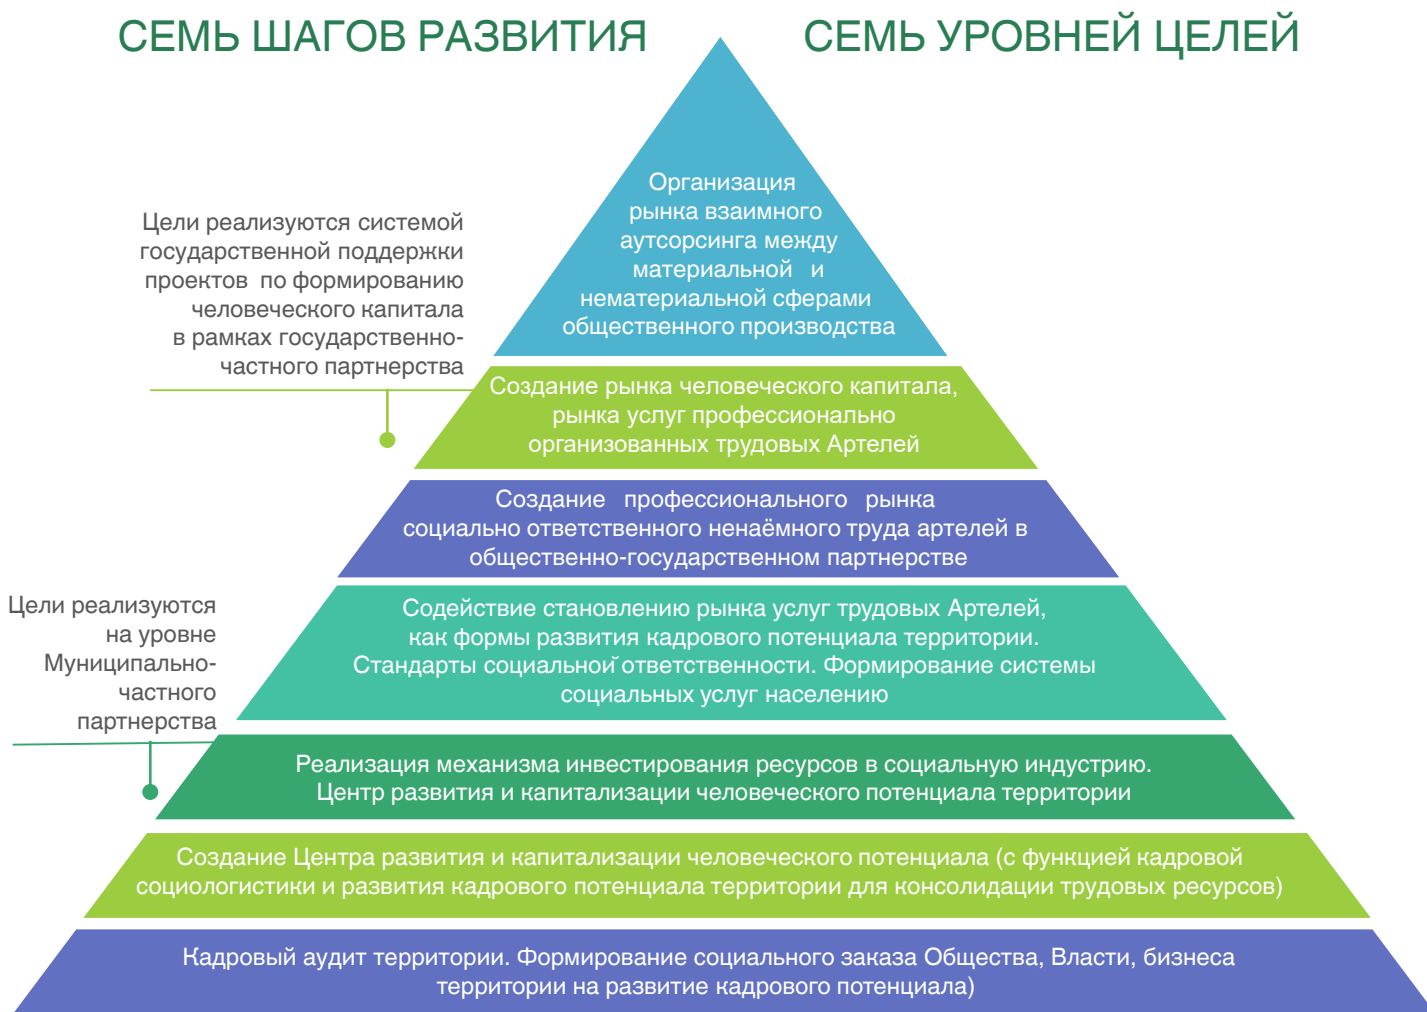 СЕМЬ ШАГОВ РАЗВИТИЯ
СЕМЬ УРОВНЕЙ ЦЕЛЕЙ
Организация
рынка взаимного
аутсорсинга между
материальной и
нематериальной сферами
общественного производства
Цели реализуются системой
государственной поддержки
проектов по формированию
человеческого капитала
в рамках государственно-
частного партнерства
Создание рынка человеческого капитала,
рынка услуг профессионально
организованных трудовых Артелей
Создание профессионального рынка
социально ответственного ненаёмного труда артелей в
общественно-государственном партнерстве
Цели реализуются
на уровне
Муниципально-
частного
партнерства
Содействие становлению рынка услуг трудовых Артелей,
как формы развития кадрового потенциала территории.
Стандарты социальной ответственности. Формирование системы
социальных услуг населению
Реализация механизма инвестирования ресурсов в социальную индустрию.
Центр развития и капитализации человеческого потенциала территории
Создание Центра развития и капитализации человеческого потенциала (с функцией кадровой
социологистики и развития кадрового потенциала территории для консолидации трудовых ресурсов)
Кадровый аудит территории. Формирование социального заказа Общества, Власти, бизнеса
территории на развитие кадрового потенциала)